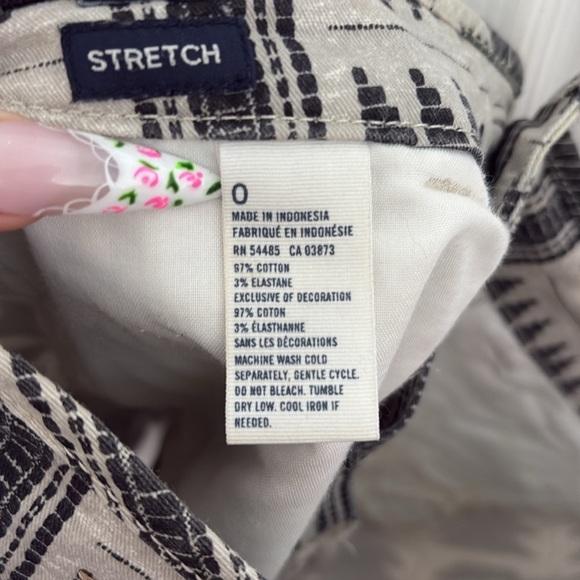 STRETCH
0
MADE IN INDONESIA
FABRIQUÉ EN INDONÉSIE
RN 54485 CA 03873
97% COTTON
3% ELASTANE
EXCLUSIVE OF DECORATION
97% COTON
3% ÉLASTHANNE
SANS LES DÉCORATIONS
MACHINE WASH COLD
SEPARATELY, GENTLE CYCLE.
DO NOT BLEACH. TUMBLE
DRY LOW. COOL IRON IF
NEEDED.